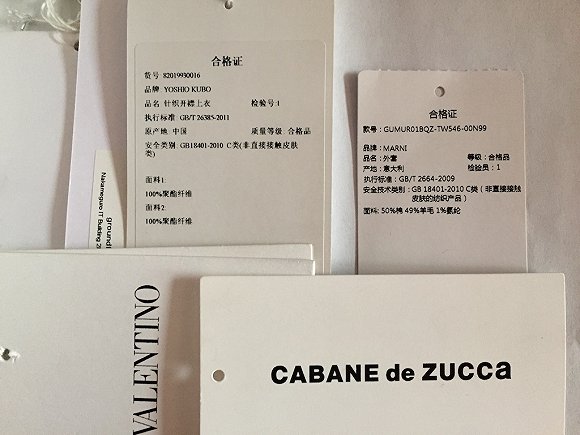 合格证
货号: 82019930016
品牌: YOSHIO KUBO
品名: 针织开襟上衣 检验号:1
执行标准: GB/T 26385-2011
原产地: 中国 质量等级: 合格品
安全类别: GB18401-2010 C类(非直接接触皮肤
类)
面料1:
100%聚酯纤维
面料2:
100%聚酯纤维
合格证
款号: GUMUR01BQZ-TW546-00N99
品牌: MARNI
品名: 外套 等级: 合格品
产地: 意大利 检验员: 1
执行标准: GB/T 2664-2009
安全技术类别: GB 18401-2010 C类 (非直接接触
皮肤的纺织产品)
面料: 50%棉 49%羊毛 1%氨纶
Nakameguro IT Building 2
VALENTINO
CABANE de ZUCCa